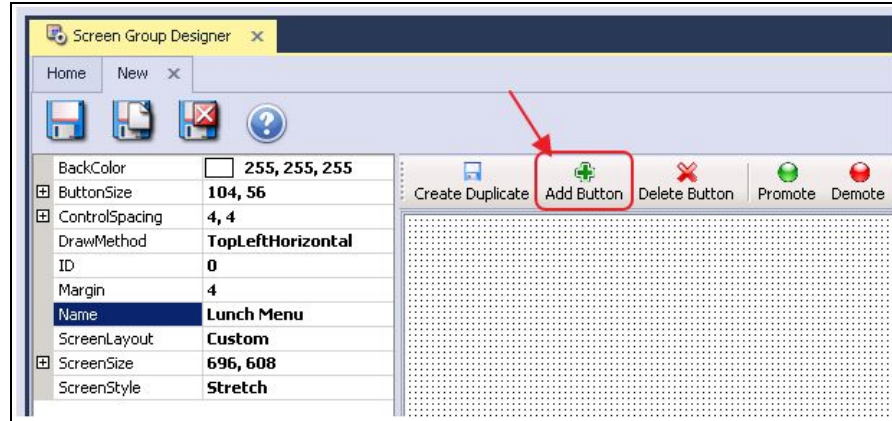 Screen Group Designer
Home New
BackColor 255, 255, 255
ButtonSize 104, 56
ControlSpacing 4, 4
DrawMethod TopLeftHorizontal
ID 0
Margin 4
Name Lunch Menu
ScreenLayout Custom
ScreenSize 696, 608
ScreenStyle Stretch
Create Duplicate Add Button Delete Button Promote Demote